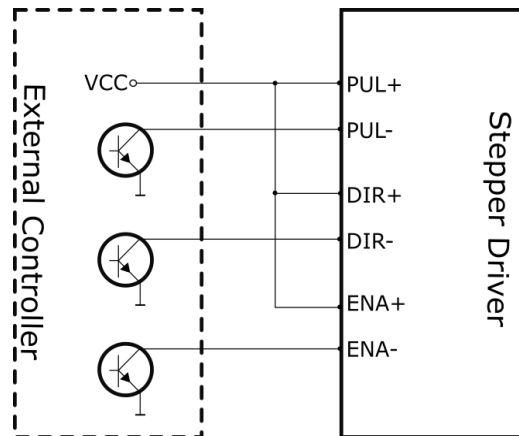 External Controller
VCC
PUL+
PUL-
DIR+
DIR-
ENA+
ENA-
Stepper Driver